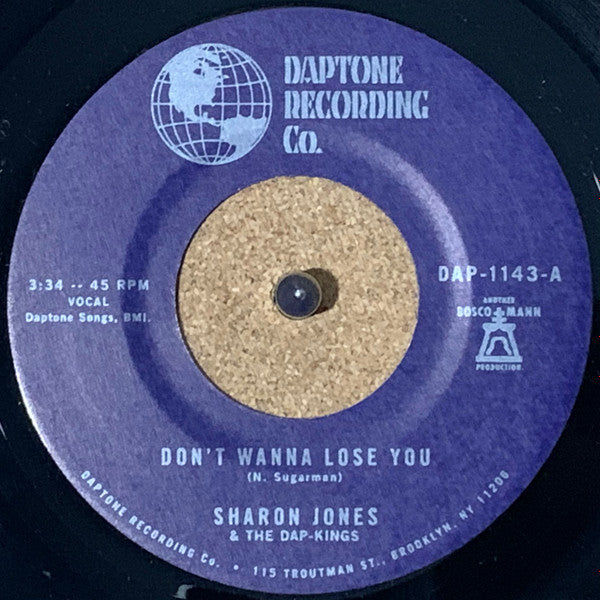 DAPTONE
RECORDING
Co.
3:34 -- 45 RPM
VOCAL
Daptone Songs, BMI.
DAP-1143-A
ANOTHER
BOSCO MANN
PRODUCTION.
DON'T WANNA LOSE YOU
(N. Sugarman)
SHARON JONES
& THE DAP-KINGS
DAPTONE RECORDING Co. • 115 TROUTMAN ST., BROOKLYN, NY 11206